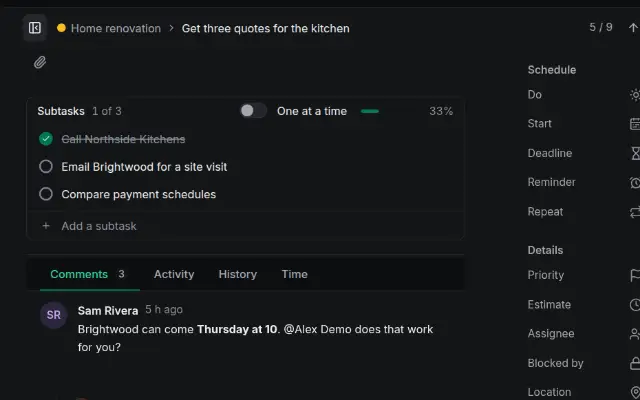 Home renovation > Get three quotes for the kitchen
5 / 9
Subtasks 1 of 3
One at a time
33%
Call Northside Kitchens
Email Brightwood for a site visit
Compare payment schedules
+ Add a subtask
Comments 3
Activity
History
Time
SR
Sam Rivera 5 h ago
Brightwood can come Thursday at 10. @Alex Demo does that work
for you?
Schedule
Do
Start
Deadline
Reminder
Repeat
Details
Priority
Estimate
Assignee
Blocked by
Location